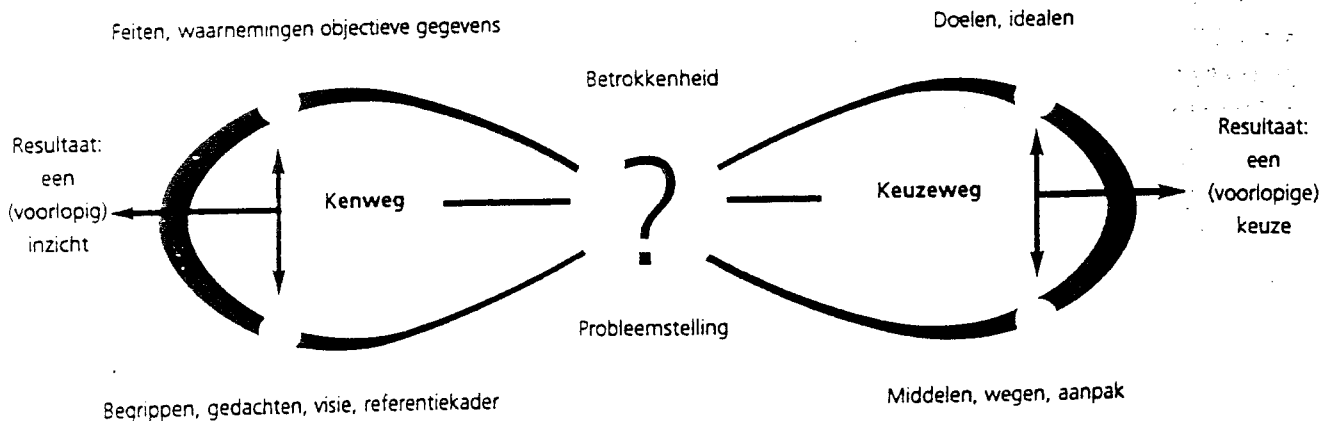 Feiten, waarnemingen objectieve gegevens
Doelen, idealen
Betrokkenheid
Resultaat:
een
(voorlopig)
inzicht
Kenweg
?
Keuzeweg
Resultaat:
een
(voorlopige)
keuze
Probleemstelling
Begrippen, gedachten, visie, referentiekader
Middelen, wegen, aanpak